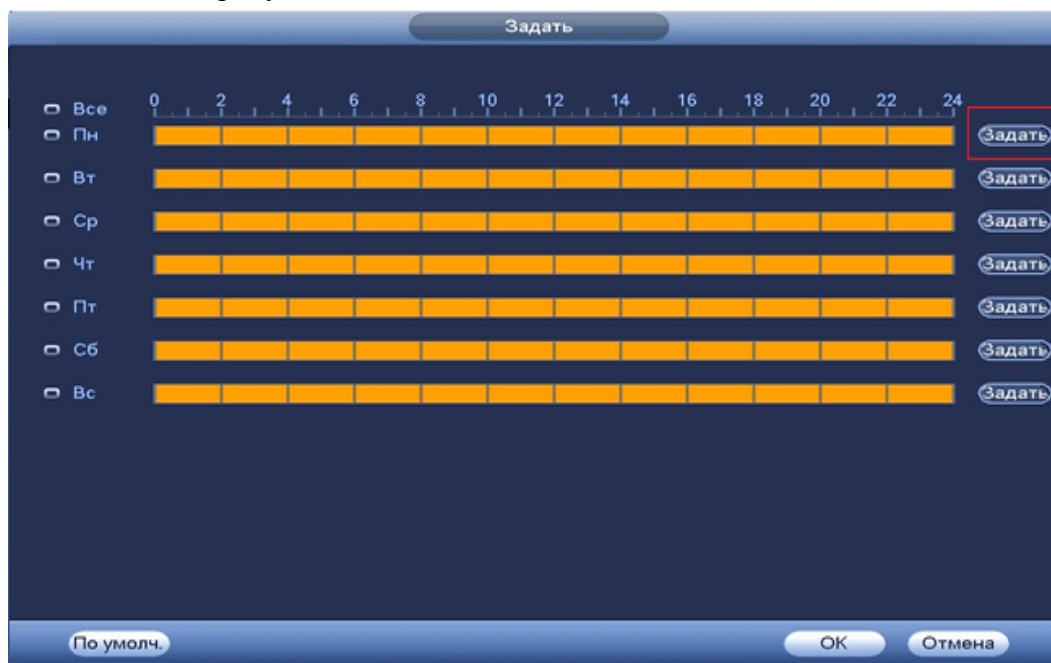 Задать
Все 0 2 4 6 8 10 12 14 16 18 20 22 24
Пн Задать
Вт Задать
Ср Задать
Чт Задать
Пт Задать
Сб Задать
Вс Задать
По умолч. OK Отмена